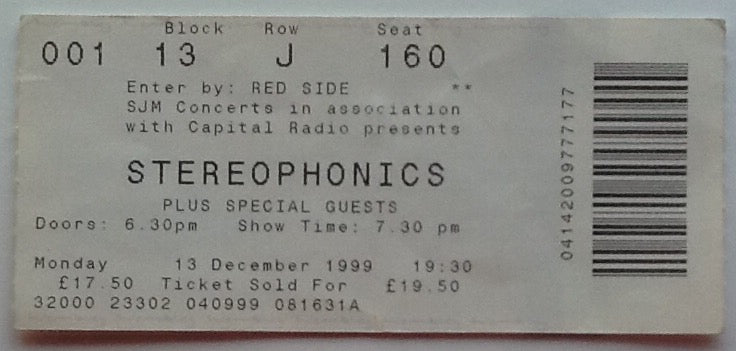 Block Row Seat
001 13 J 160
Enter by: RED SIDE **
SJM Concerts in association
with Capital Radio presents
STEREOPHONICS
PLUS SPECIAL GUESTS
Doors: 6.30pm Show Time: 7.30 pm
Monday 13 December 1999 19:30
£17.50 Ticket Sold For £19.50
32000 23302 040999 081631A
04142009777177